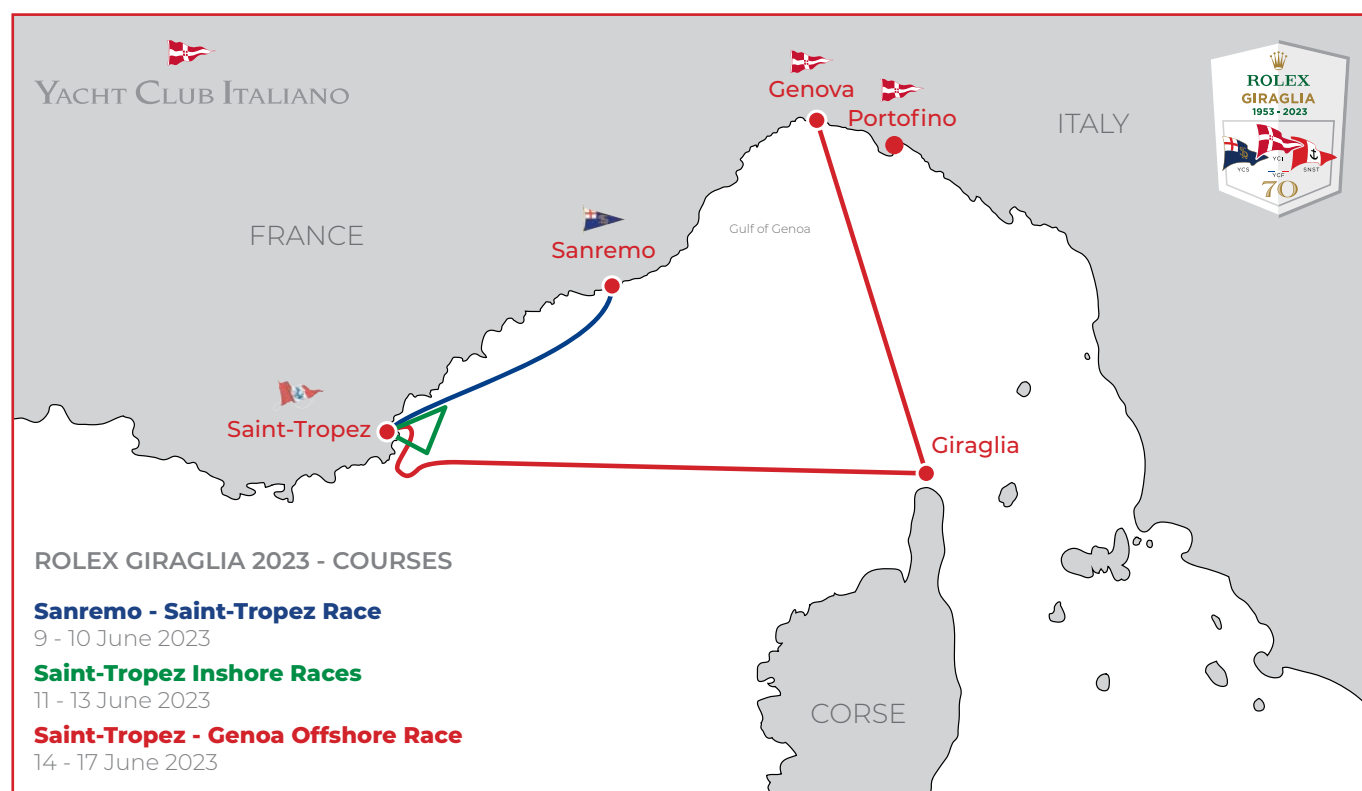 YACHT CLUB ITALIANO
Genova
Portofino
ITALY
ROLEX
GIRAGLIA
1953 - 2023
YCS
YCI
YCF
SNST
70
FRANCE
Sanremo
Gulf of Genoa
Saint-Tropez
Giraglia
CORSE
ROLEX GIRAGLIA 2023 - COURSES
Sanremo - Saint-Tropez Race
9 - 10 June 2023
Saint-Tropez Inshore Races
11 - 13 June 2023
Saint-Tropez - Genoa Offshore Race
14 - 17 June 2023